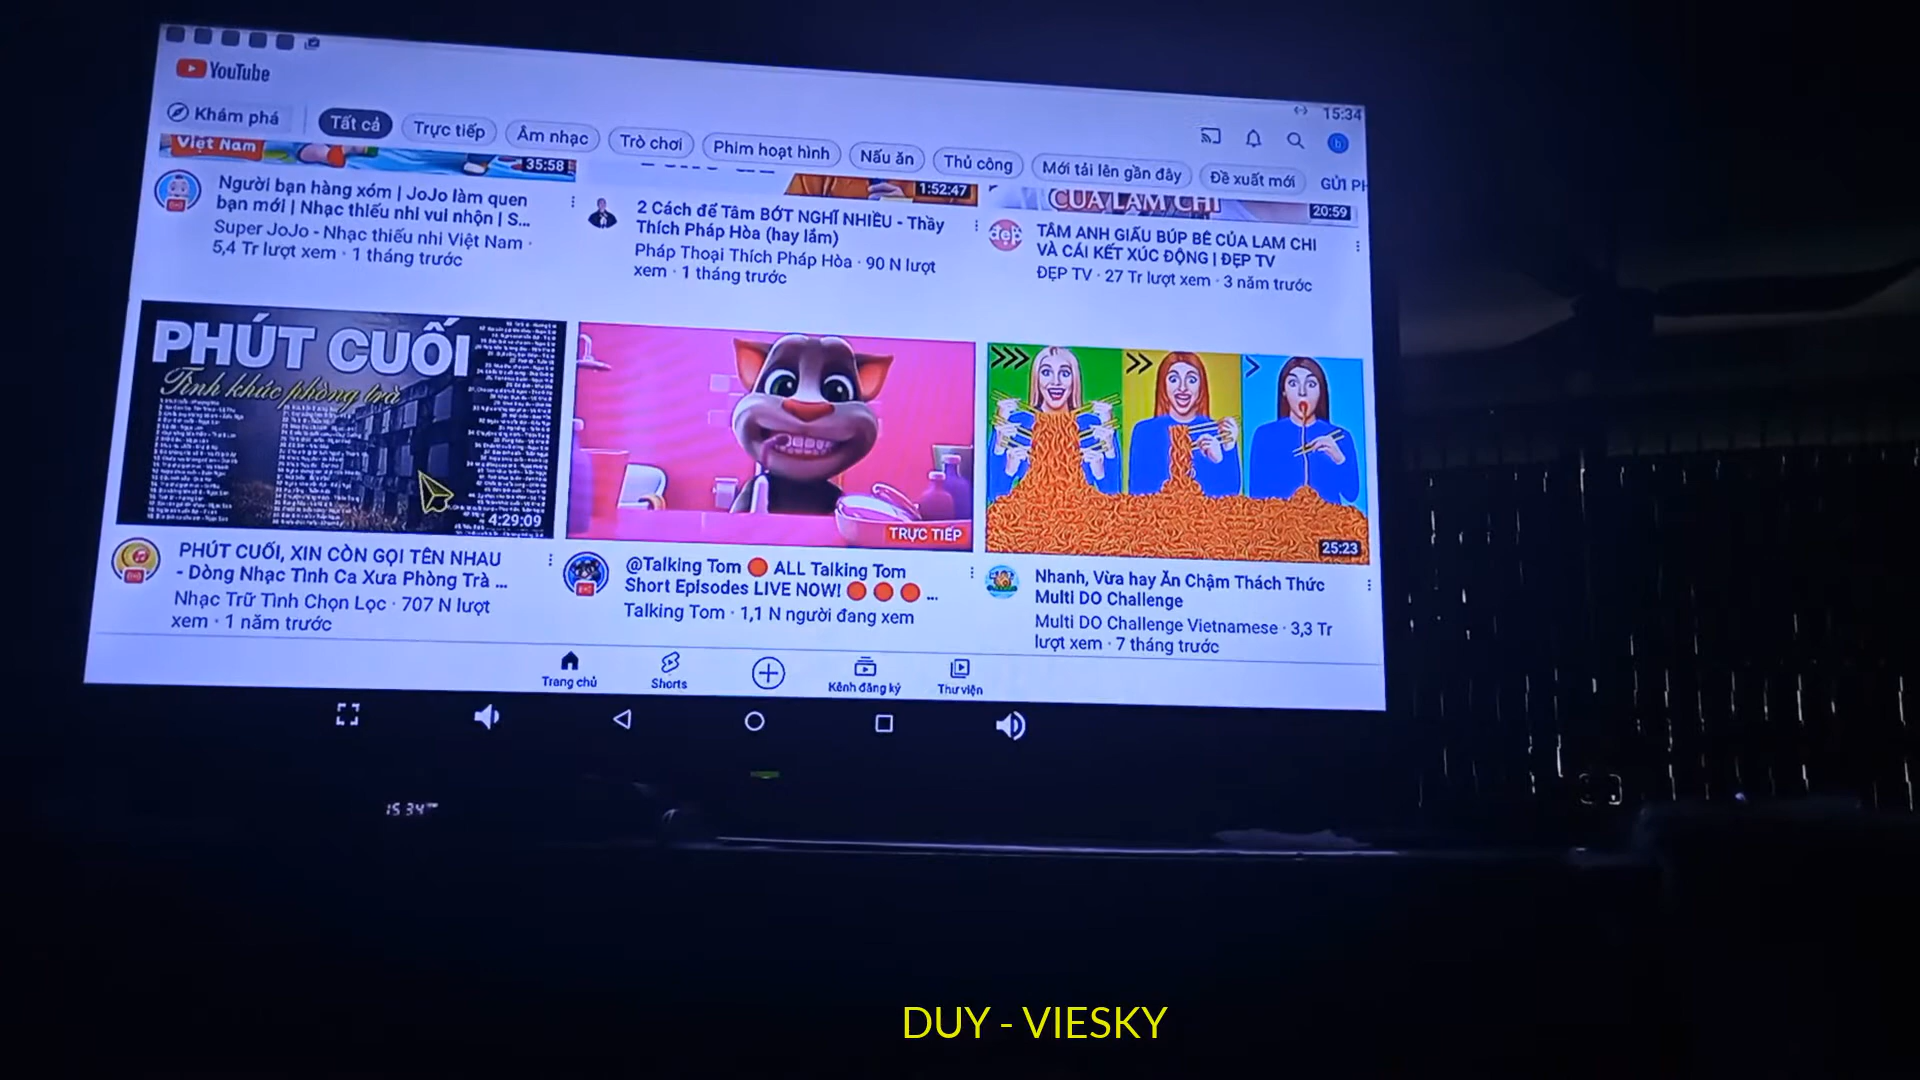 YouTube
15:34
Khám phá
Tất cả
Trực tiếp
Âm nhạc
Trò chơi
Phim hoạt hình
Nấu ăn
Thủ công
Mới tải lên gần đây
Đề xuất mới
GỬI PH
Việt Nam
35:58
1:52:47
CỦA LAM CHI
20:59
Người bạn hàng xóm | JoJo làm quen
bạn mới | Nhạc thiếu nhi vui nhộn | S...
Super JoJo - Nhạc thiếu nhi Việt Nam ·
5,4 Tr lượt xem · 1 tháng trước
2 Cách để Tâm BỚT NGHĨ NHIỀU - Thầy
Thích Pháp Hòa (hay lắm)
Pháp Thoại Thích Pháp Hòa · 90 N lượt
xem · 1 tháng trước
đẹp
TÂM ANH GIẤU BÚP BÊ CỦA LAM CHI
VÀ CÁI KẾT XÚC ĐỘNG | ĐẸP TV
ĐẸP TV · 27 Tr lượt xem · 3 năm trước
PHÚT CUỐI
Tình khúc phòng trà
4:29:09
TRỰC TIẾP
25:23
PHÚT CUỐI, XIN CÒN GỌI TÊN NHAU
- Dòng Nhạc Tình Ca Xưa Phòng Trà ...
Nhạc Trữ Tình Chọn Lọc · 707 N lượt
xem · 1 năm trước
@Talking Tom 🔴 ALL Talking Tom
Short Episodes LIVE NOW! 🔴 🔴 🔴 ...
Talking Tom · 1,1 N người đang xem
Nhanh, Vừa hay Ăn Chậm Thách Thức
Multi DO Challenge
Multi DO Challenge Vietnamese · 3,3 Tr
lượt xem · 7 tháng trước
Trang chủ
Shorts
Kênh đăng ký
Thư viện
15 34
DUY - VIESKY